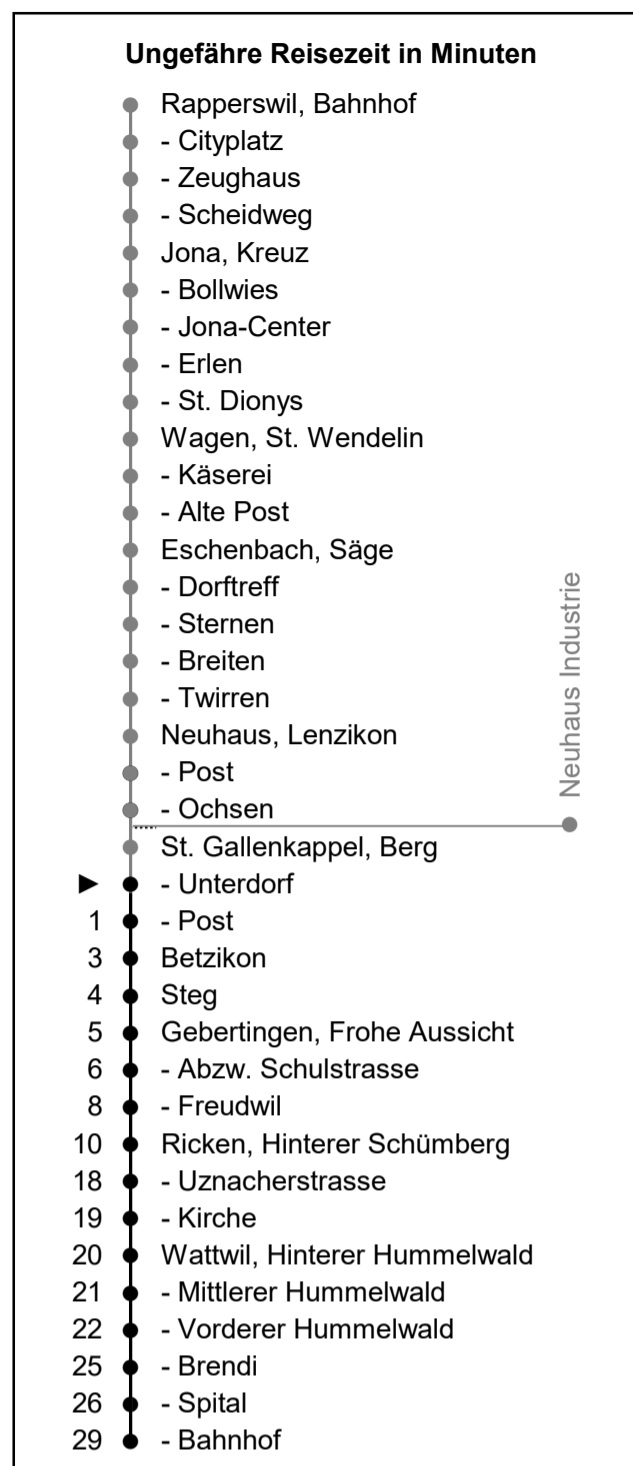 Ungefähre Reisezeit in Minuten
Rapperswil, Bahnhof
- Cityplatz
- Zeughaus
- Scheidweg
Jona, Kreuz
- Bollwies
- Jona-Center
- Erlen
- St. Dionys
Wagen, St. Wendelin
- Käserei
- Alte Post
Eschenbach, Säge
- Dorftreff
- Sternen
- Breiten
- Twirren
Neuhaus, Lenzikon
- Post
- Ochsen
Neuhaus Industrie
St. Gallenkappel, Berg
► - Unterdorf
1 - Post
3 Betzikon
4 Steg
5 Gebertingen, Frohe Aussicht
6 - Abzw. Schulstrasse
8 - Freudwil
10 Ricken, Hinterer Schümberg
18 - Uznacherstrasse
19 - Kirche
20 Wattwil, Hinterer Hummelwald
21 - Mittlerer Hummelwald
22 - Vorderer Hummelwald
25 - Brendi
26 - Spital
29 - Bahnhof